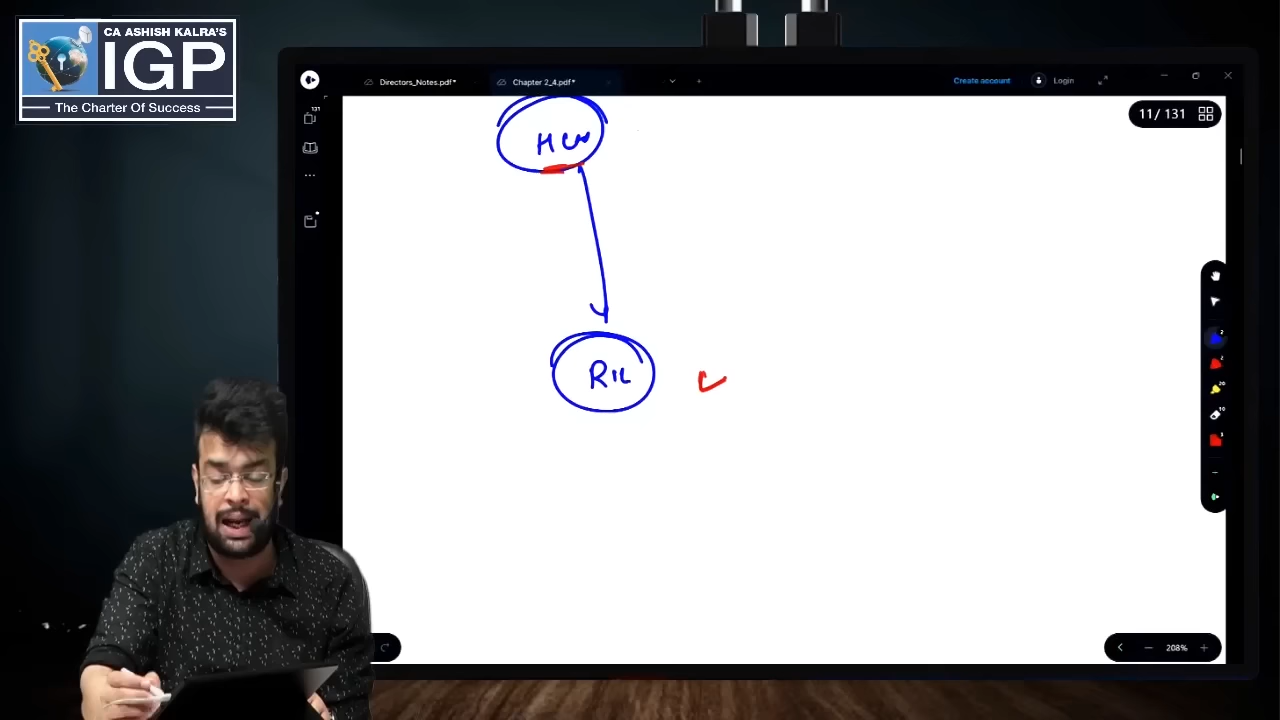 CA ASHISH KALRA'S
IGP
The Charter Of Success
Directors_Notes.pdf*
Chapter 2_4.pdf*
Create account
Login
131
11/131
RIL
208%